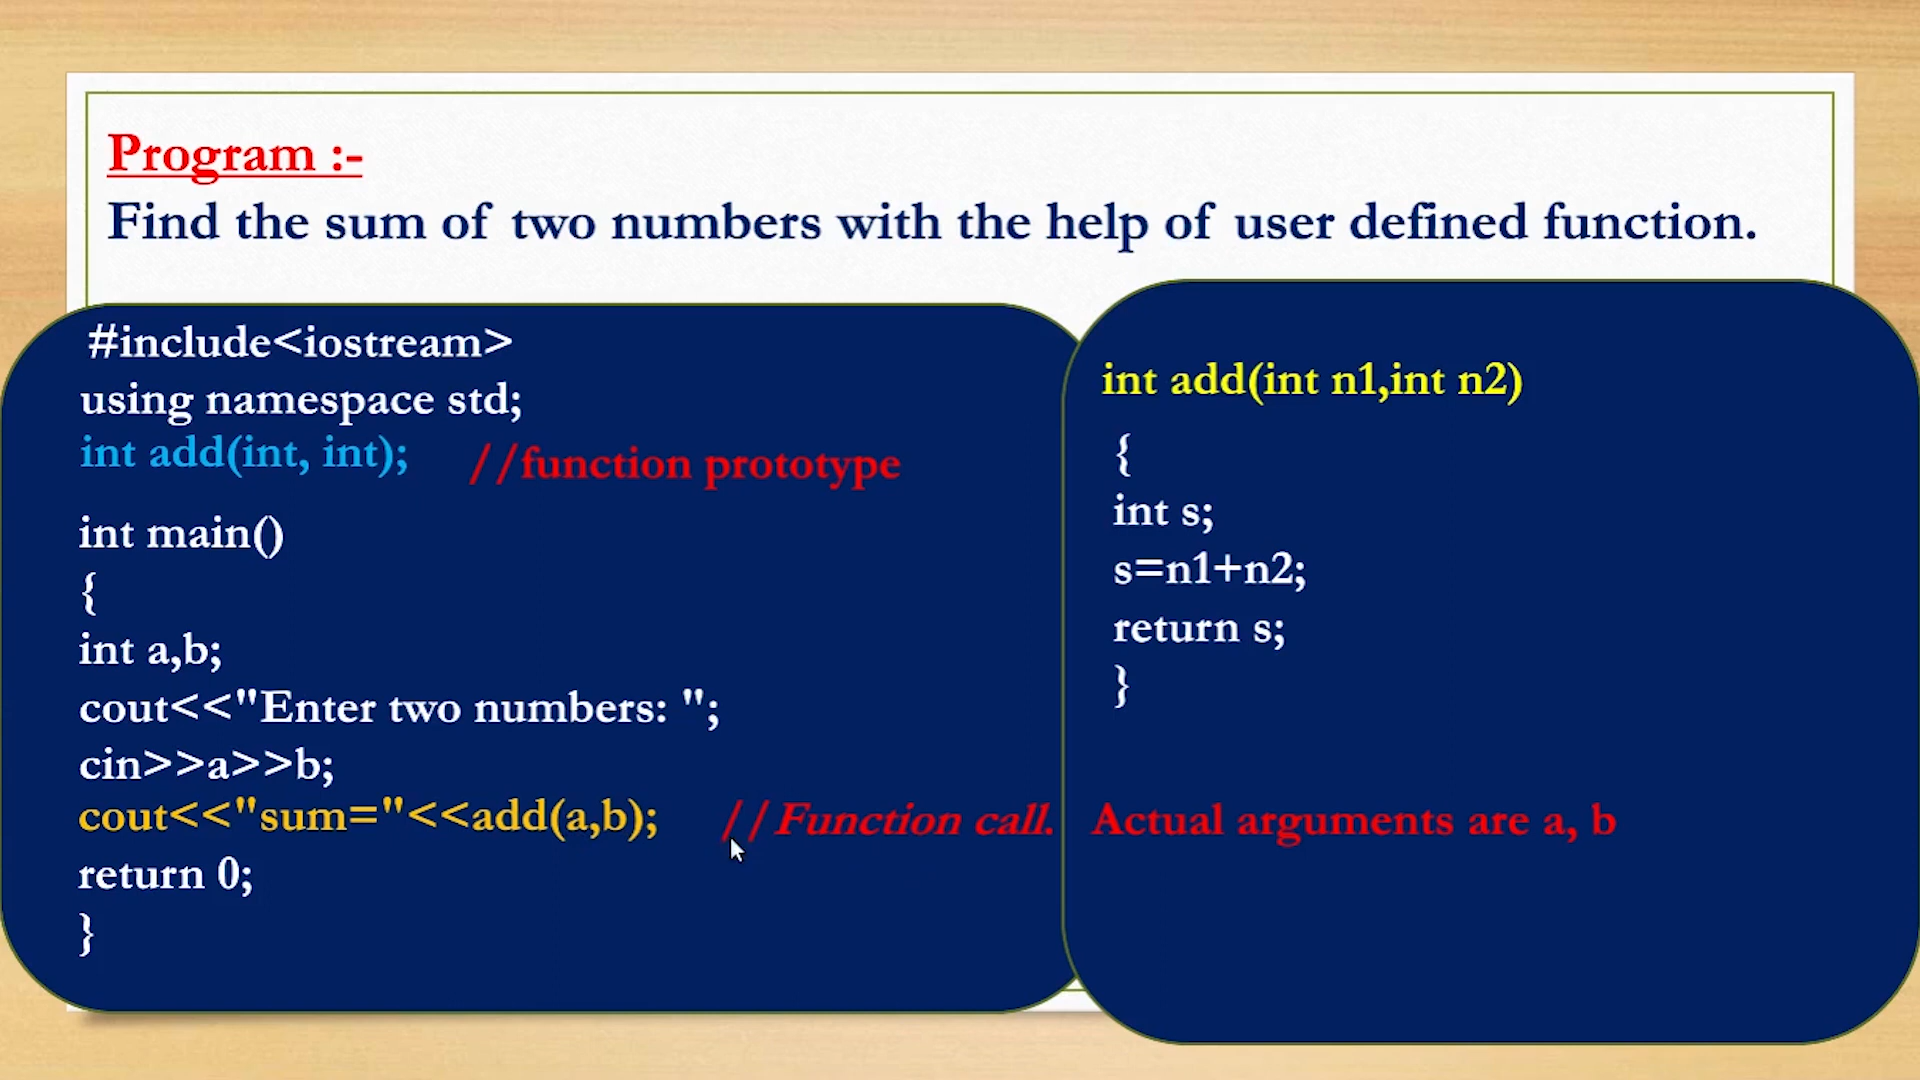 Program :-
Find the sum of two numbers with the help of user defined function.
#include<iostream>
using namespace std;
int add(int, int); //function prototype
int main()
{
int a,b;
cout<<"Enter two numbers: ";
cin>>a>>b;
cout<<"sum="<<add(a,b); //Function call. Actual arguments are a, b
return 0;
}
int add(int n1,int n2)
{
int s;
s=n1+n2;
return s;
}